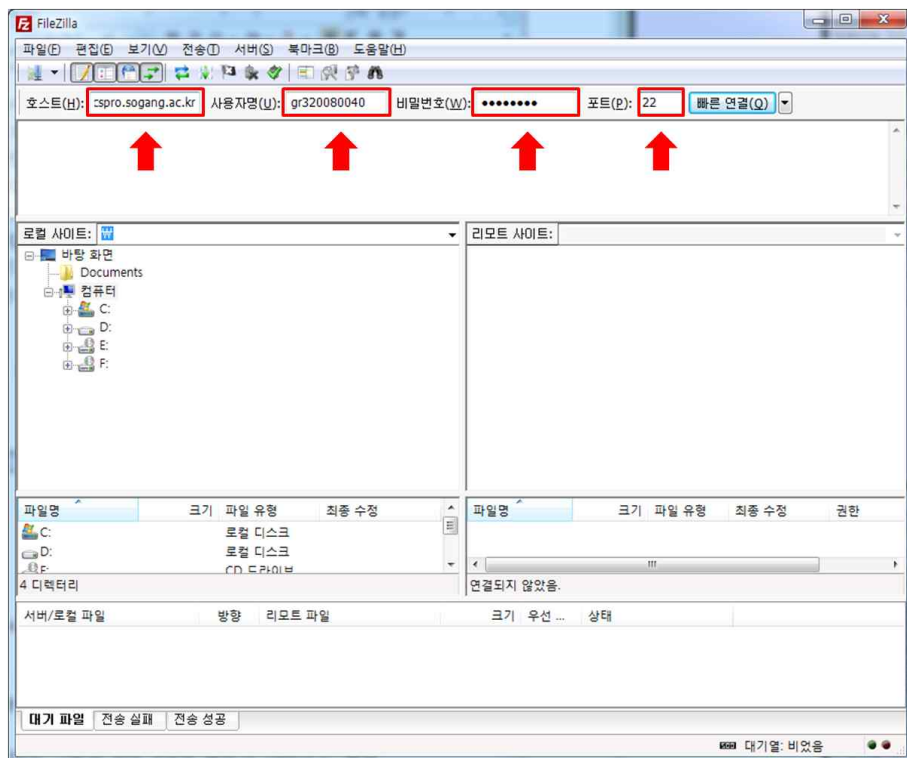 FileZilla
파일(F) 편집(E) 보기(V) 전송(T) 서버(S) 북마크(B) 도움말(H)
호스트(H): cspro.sogang.ac.kr 사용자명(U): gr320080040 비밀번호(W): ●●●●●●●● 포트(P): 22 빠른 연결(Q)
로컬 사이트: ₩ 리모트 사이트:
바탕 화면
Documents
컴퓨터
C:
D:
E:
F:
파일명 크기 파일 유형 최종 수정 파일명 크기 파일 유형 최종 수정 권한
C: 로컬 디스크
D: 로컬 디스크
CD 드라이브
4 디렉터리 연결되지 않았음.
서버/로컬 파일 방향 리모트 파일 크기 우선 ... 상태
대기 파일 전송 실패 전송 성공
대기열: 비었음